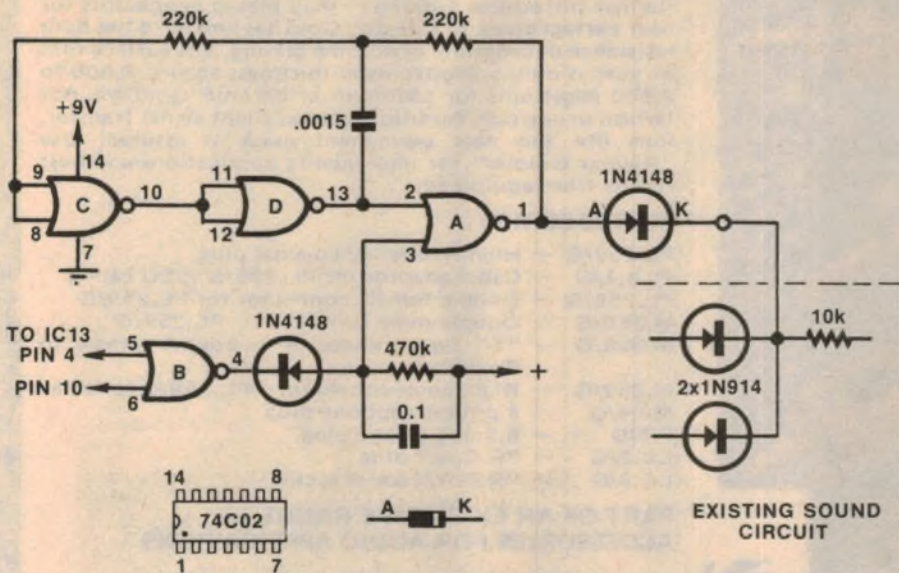 220k
220k
+9V
.0015
14
9
C
10
11
D
13
2
A
1
1N4148
A
K
8
7
12
3
TO IC13
PIN 4
5
1N4148
470k
10k
B
4
+
PIN 10
6
0.1
2x1N914
14
8
74C02
A
K
EXISTING SOUND
CIRCUIT
1
7